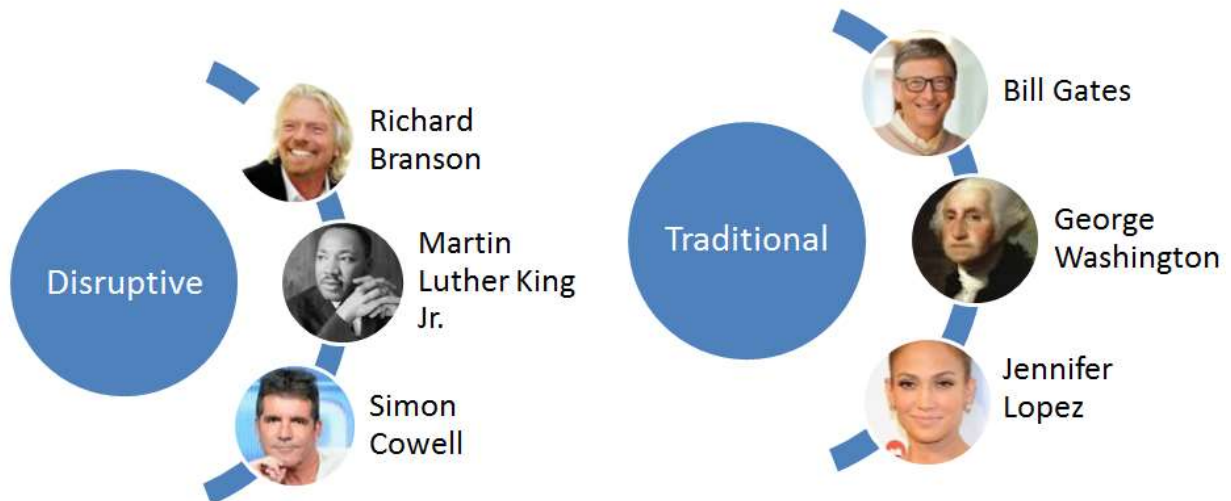 Disruptive
Richard
Branson
Martin
Luther King
Jr.
Simon
Cowell
Traditional
Bill Gates
George
Washington
Jennifer
Lopez